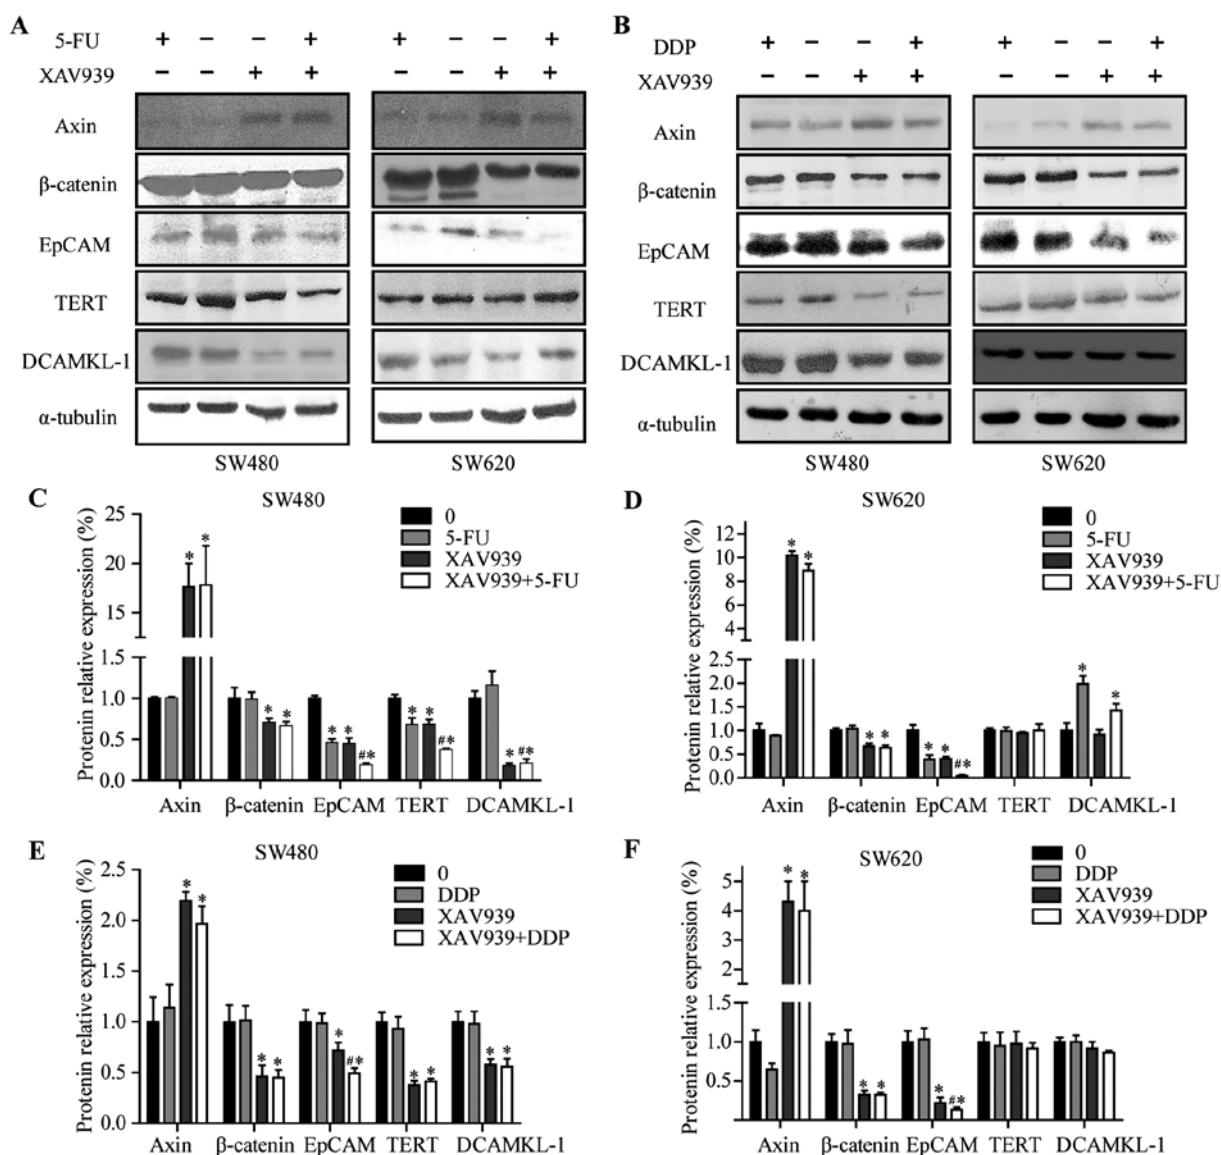 A
5-FU + − − +
XAV939 − − + +
+ − − +
− − + +
Axin
β-catenin
EpCAM
TERT
DCAMKL-1
α-tubulin
SW480 SW620
B
DDP + − − +
XAV939 − − + +
+ − − +
− − + +
Axin
β-catenin
EpCAM
TERT
DCAMKL-1
α-tubulin
SW480 SW620
C
SW480
Protenin relative expression (%)
25
20
15
1.5
1.0
0.5
0.0
0
5-FU
XAV939
XAV939+5-FU
* * * * * * #* * * #* * #*
Axin β-catenin EpCAM TERT DCAMKL-1
D
SW620
Protenin relative expression (%)
12
10
8
6
4
2.5
2.0
1.5
1.0
0.5
0.0
0
5-FU
XAV939
XAV939+5-FU
* * * * * * #* * *
Axin β-catenin EpCAM TERT DCAMKL-1
E
SW480
Protenin relative expression (%)
2.5
2.0
1.5
1.0
0.5
0.0
0
DDP
XAV939
XAV939+DDP
* * * * * #* * * * *
Axin β-catenin EpCAM TERT DCAMKL-1
F
SW620
Protenin relative expression (%)
5
4
3
2
1.5
1.0
0.5
0
DDP
XAV939
XAV939+DDP
* * * * * #*
Axin β-catenin EpCAM TERT DCAMKL-1